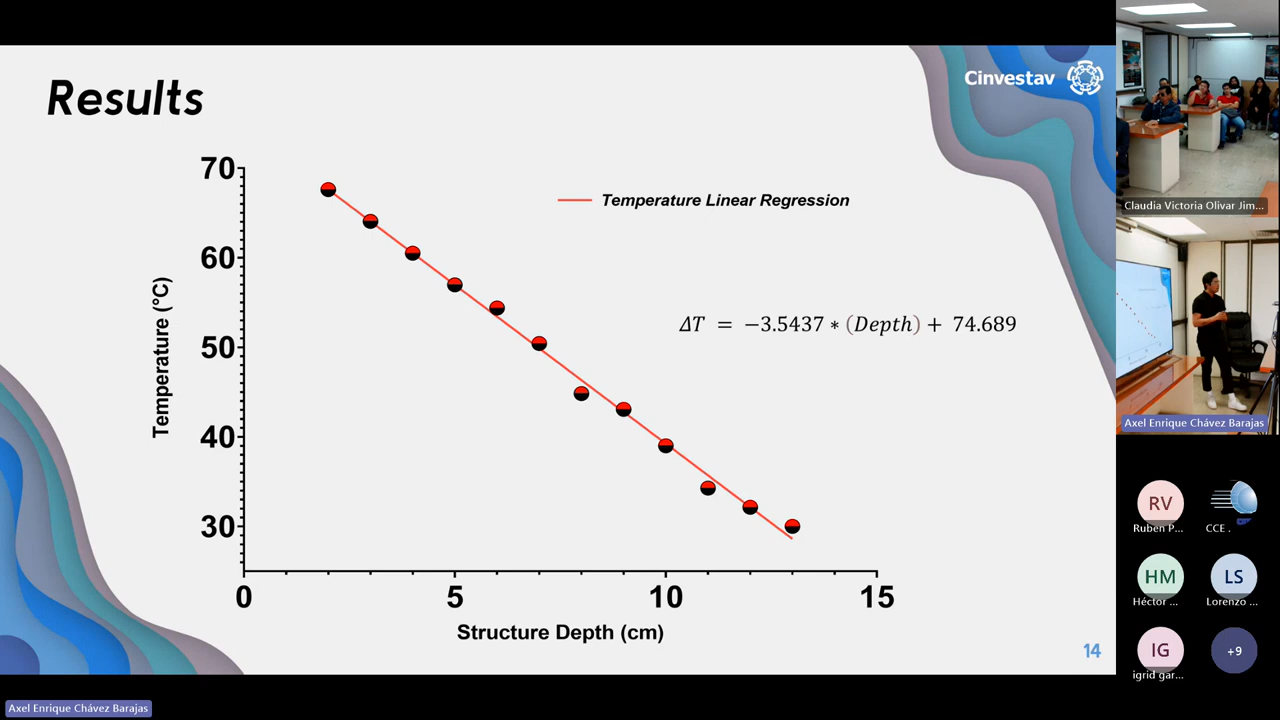 Results
Cinvestav
70
60
50
40
30
Temperature (°C)
Temperature Linear Regression
ΔT = −3.5437 ∗ (Depth) + 74.689
0 5 10 15
Structure Depth (cm)
14
Claudia Victoria Olivar Jim...
Axel Enrique Chávez Barajas
RV
Ruben P...
CCE .
HM
Héctor ...
LS
Lorenzo ...
IG
igrid gar...
+9
Axel Enrique Chávez Barajas